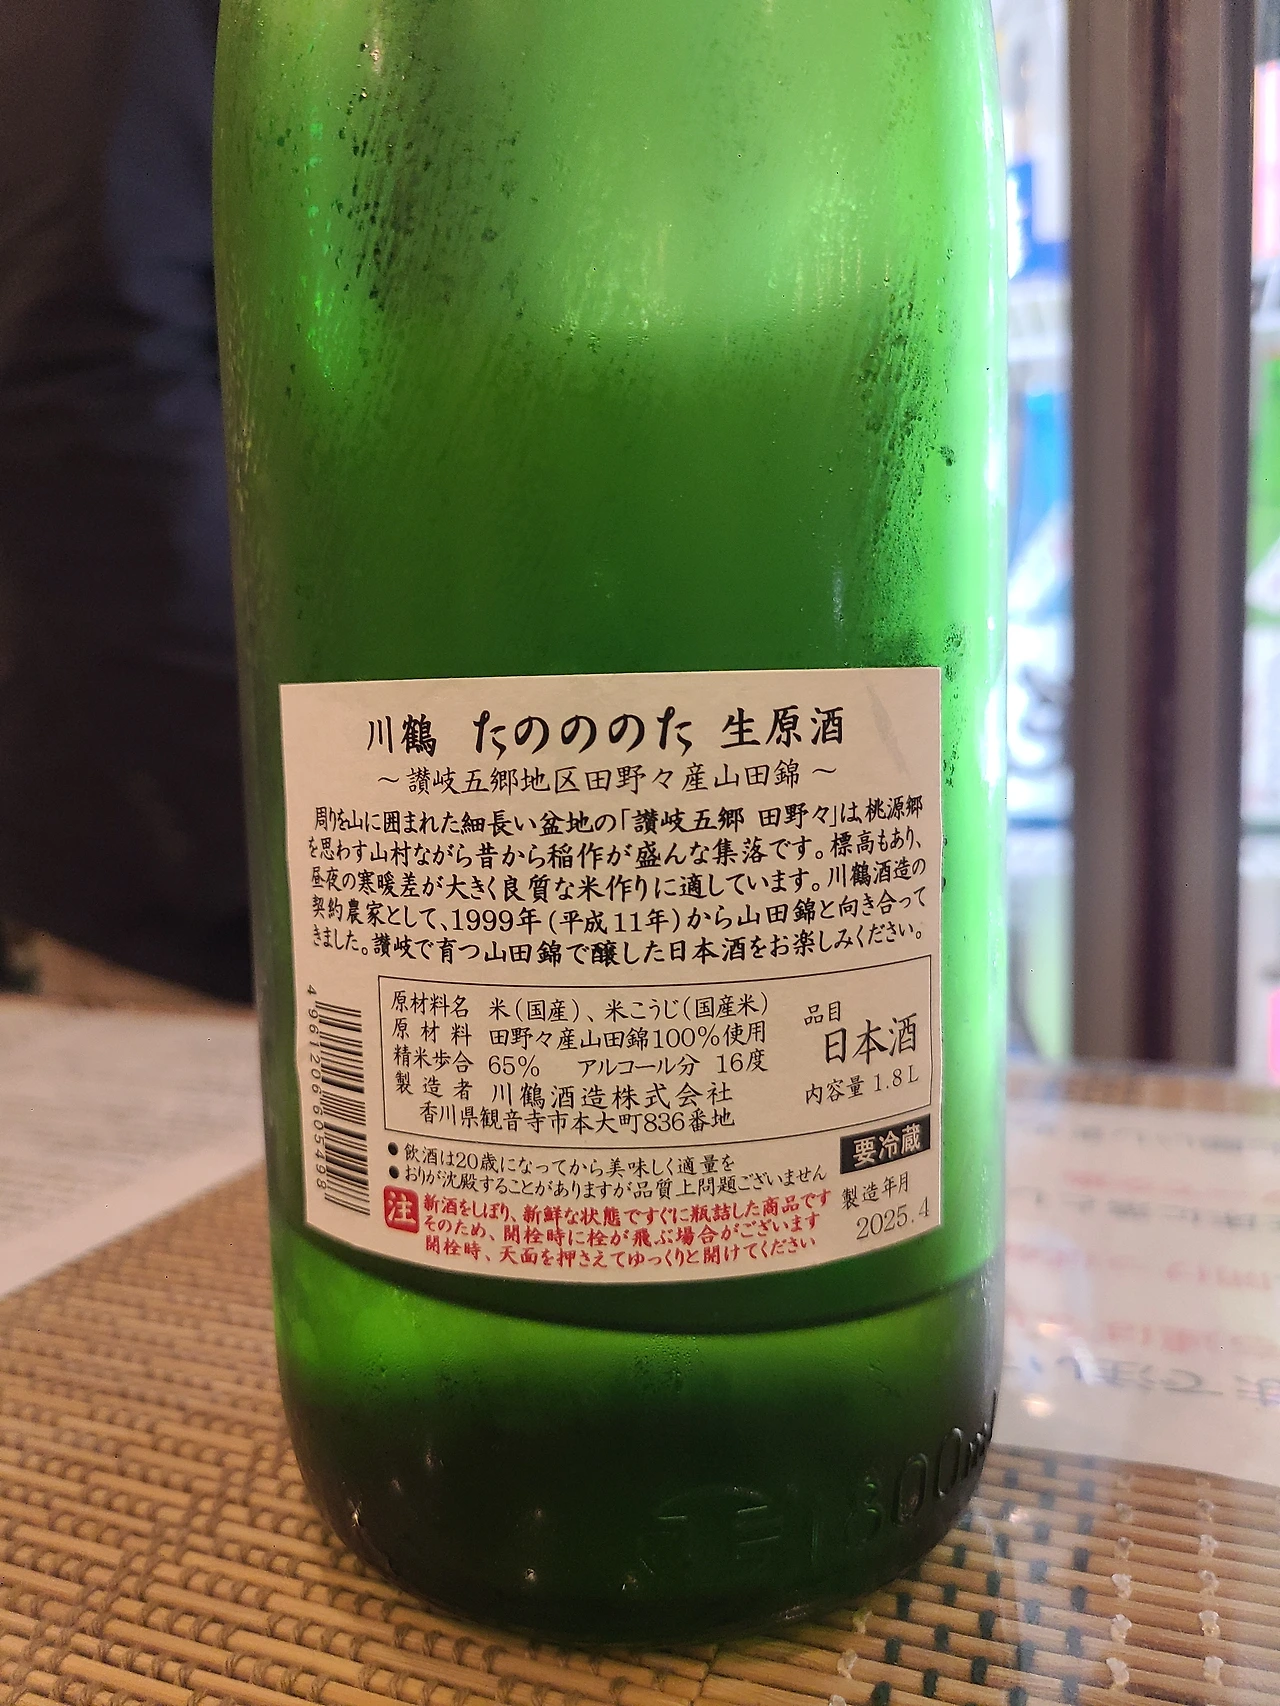 川鶴 たのののた 生原酒
～讃岐五郷地区田野々産山田錦～
周りを山に囲まれた細長い盆地の「讃岐五郷 田野々」は、桃源郷
を思わす山村ながら昔から稲作が盛んな集落です。標高もあり、
昼夜の寒暖差が大きく良質な米作りに適しています。川鶴酒造の
契約農家として、1999年(平成11年)から山田錦と向き合って
きました。讃岐で育つ山田錦で醸した日本酒をお楽しみください。
原材料名 米(国産)、米こうじ(国産米)
原材料 田野々産山田錦100%使用
精米歩合 65% アルコール分 16度
製造者 川鶴酒造株式会社
香川県観音寺市本大町836番地
品目
日本酒
内容量 1.8L
4 961206 605498
●飲酒は20歳になってから美味しく適量を
●おりが沈殿することがありますが品質上問題ございません
要冷蔵
製造年月
2025.4
注 新酒をしぼり、新鮮な状態ですぐに瓶詰した商品です
そのため、開栓時に栓が飛ぶ場合がございます
開栓時、天面を押さえてゆっくりと開けてください
1800ml